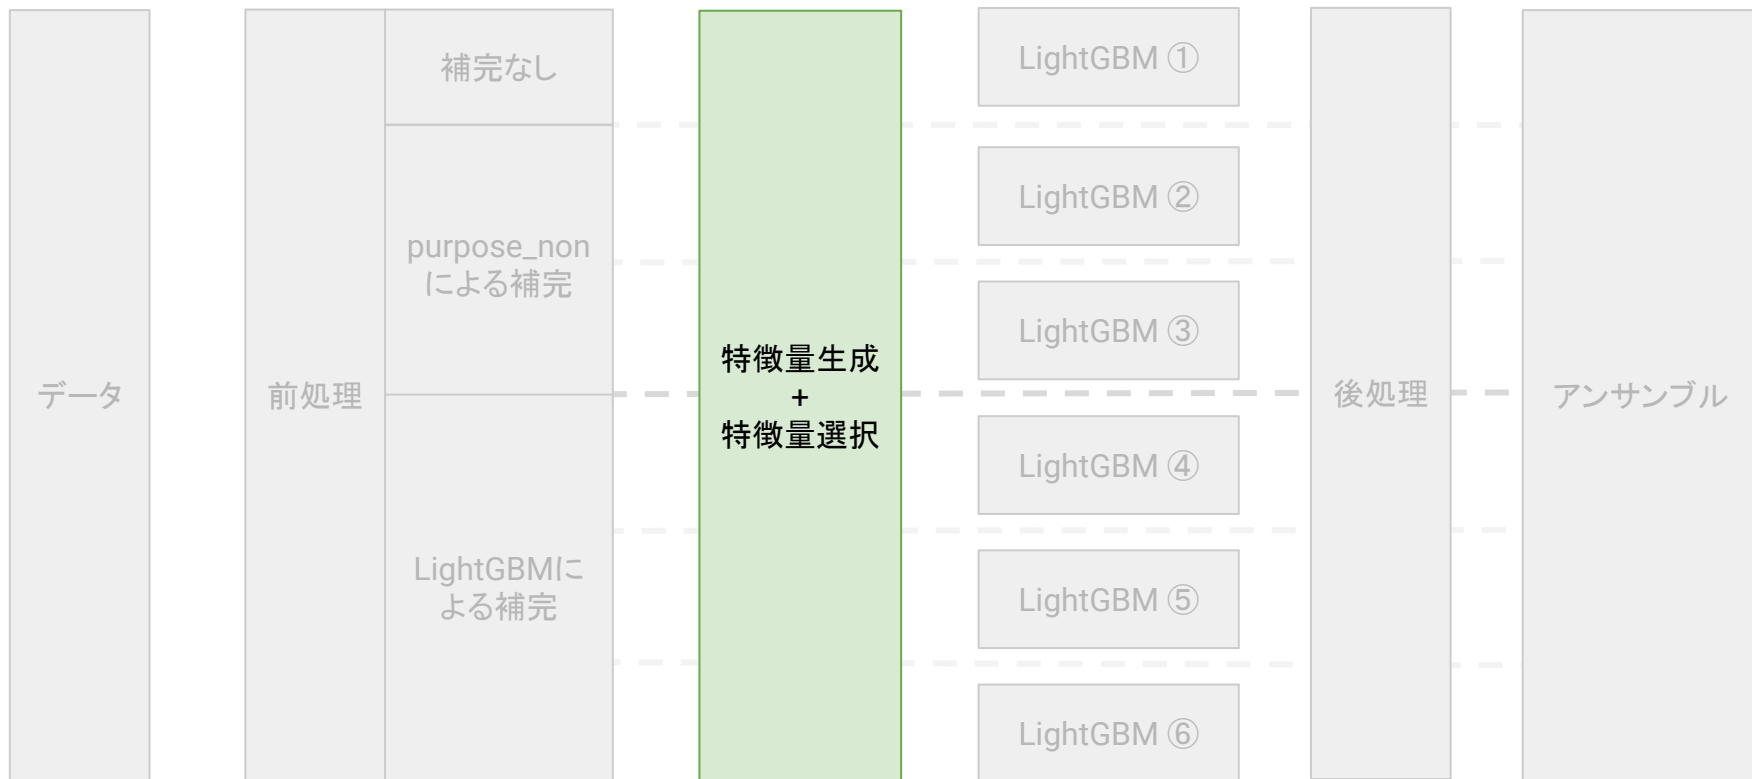 データ
前処理
補完なし
purpose_non
による補完
LightGBMに
よる補完
特徴量生成
+
特徴量選択
LightGBM ①
LightGBM ②
LightGBM ③
LightGBM ④
LightGBM ⑤
LightGBM ⑥
後処理
アンサンブル